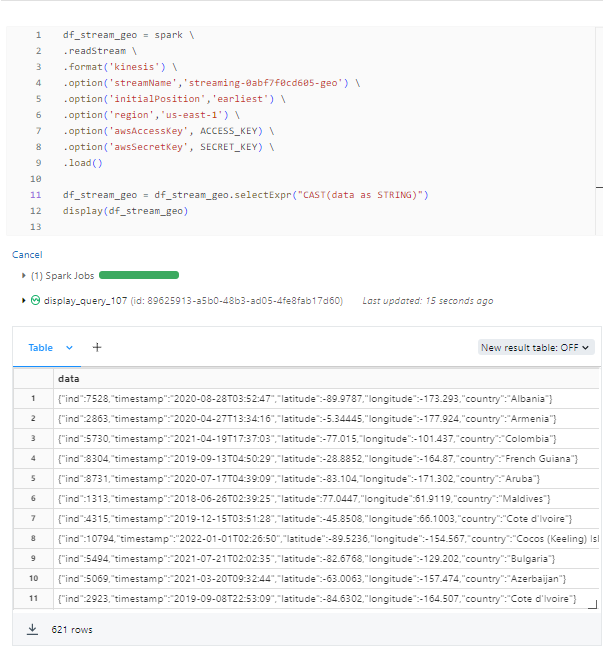 1 df_stream_geo = spark \
2 .readStream \
3 .format('kinesis') \
4 .option('streamName','streaming-0abf7f0cd605-geo') \
5 .option('initialPosition','earliest') \
6 .option('region','us-east-1') \
7 .option('awsAccessKey', ACCESS_KEY) \
8 .option('awsSecretKey', SECRET_KEY) \
9 .load()
10
11 df_stream_geo = df_stream_geo.selectExpr("CAST(data as STRING)")
12 display(df_stream_geo)
13
Cancel
(1) Spark Jobs
display_query_107 (id: 89625913-a5b0-48b3-ad05-4fe8fab17d60) Last updated: 15 seconds ago
Table + New result table: OFF
data
1 {"ind":7528,"timestamp":"2020-08-28T03:52:47","latitude":-89.9787,"longitude":-173.293,"country":"Albania"}
2 {"ind":2863,"timestamp":"2020-04-27T13:34:16","latitude":-5.34445,"longitude":-177.924,"country":"Armenia"}
3 {"ind":5730,"timestamp":"2021-04-19T17:37:03","latitude":-77.015,"longitude":-101.437,"country":"Colombia"}
4 {"ind":8304,"timestamp":"2019-09-13T04:50:29","latitude":-28.8852,"longitude":-164.87,"country":"French Guiana"}
5 {"ind":8731,"timestamp":"2020-07-17T04:39:09","latitude":-83.104,"longitude":-171.302,"country":"Aruba"}
6 {"ind":1313,"timestamp":"2018-06-26T02:39:25","latitude":77.0447,"longitude":61.9119,"country":"Maldives"}
7 {"ind":4315,"timestamp":"2019-12-15T03:51:28","latitude":-45.8508,"longitude":66.1003,"country":"Cote d'Ivoire"}
8 {"ind":10794,"timestamp":"2022-01-01T02:26:50","latitude":-89.5236,"longitude":-154.567,"country":"Cocos (Keeling) Isl
9 {"ind":5494,"timestamp":"2021-07-21T02:02:35","latitude":-82.6768,"longitude":-129.202,"country":"Bulgaria"}
10 {"ind":5069,"timestamp":"2021-03-20T09:32:44","latitude":-63.0063,"longitude":-157.474,"country":"Azerbaijan"}
11 {"ind":2923,"timestamp":"2019-09-08T22:53:09","latitude":-84.6302,"longitude":-164.507,"country":"Cote d'Ivoire"}
621 rows